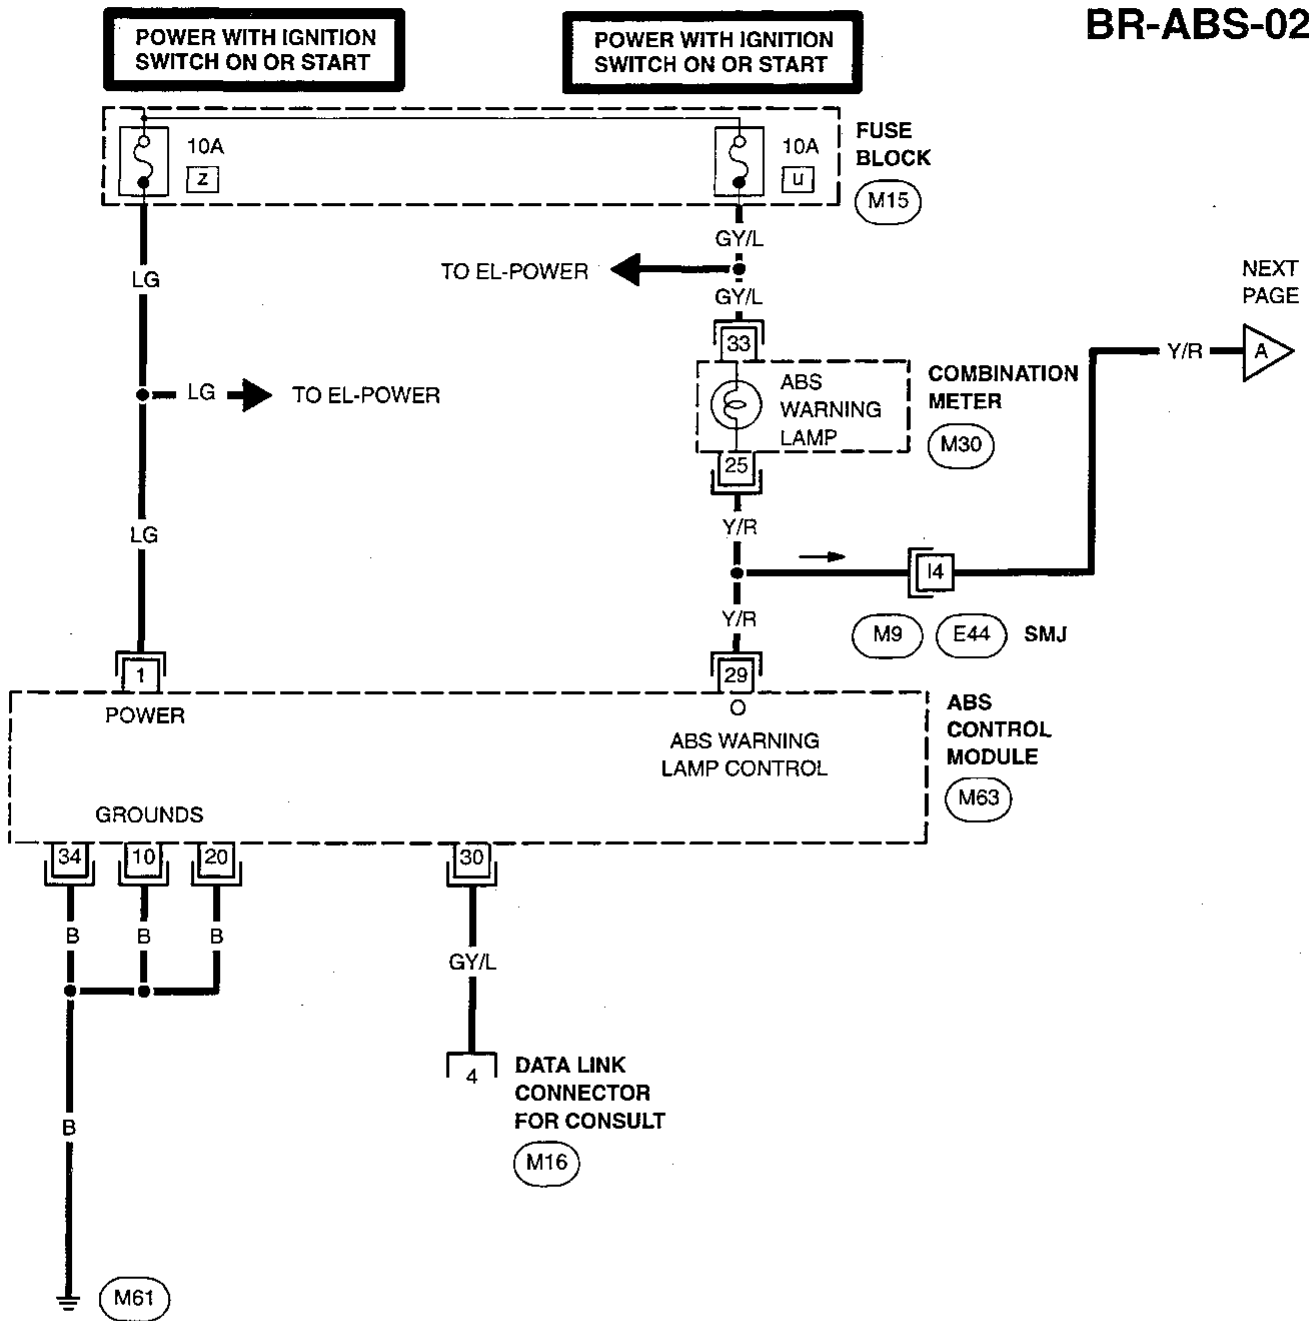 BR-ABS-02
POWER WITH IGNITION
SWITCH ON OR START
POWER WITH IGNITION
SWITCH ON OR START
10A
z
10A
u
FUSE
BLOCK
M15
GY/L
TO EL-POWER
GY/L
LG
NEXT
PAGE
33
Y/R
A
ABS
WARNING
LAMP
COMBINATION
METER
M30
LG
TO EL-POWER
25
Y/R
LG
I4
Y/R
M9
E44
SMJ
1
29
POWER
ABS WARNING
LAMP CONTROL
ABS
CONTROL
MODULE
M63
GROUNDS
34
10
20
30
B
B
B
GY/L
4
DATA LINK
CONNECTOR
FOR CONSULT
M16
B
M61